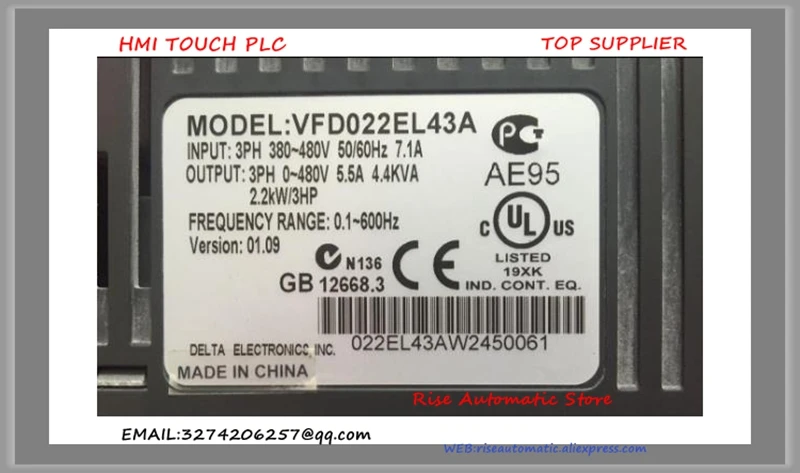 HMI TOUCH PLC
TOP SUPPLIER
MODEL:VFD022EL43A
INPUT: 3PH 380~480V 50/60Hz 7.1A
OUTPUT: 3PH 0~480V 5.5A 4.4KVA
2.2kW/3HP
FREQUENCY RANGE: 0.1~600Hz
Version: 01.09
PG
AE95
C UL US
LISTED
19XK
IND. CONT. EQ.
N136
CE
GB 12668.3
022EL43AW2450061
DELTA ELECTRONICS, INC.
MADE IN CHINA
Rise Automatic Store
EMAIL:3274206257@qq.com
WEB:riseautomatic.aliexpress.com